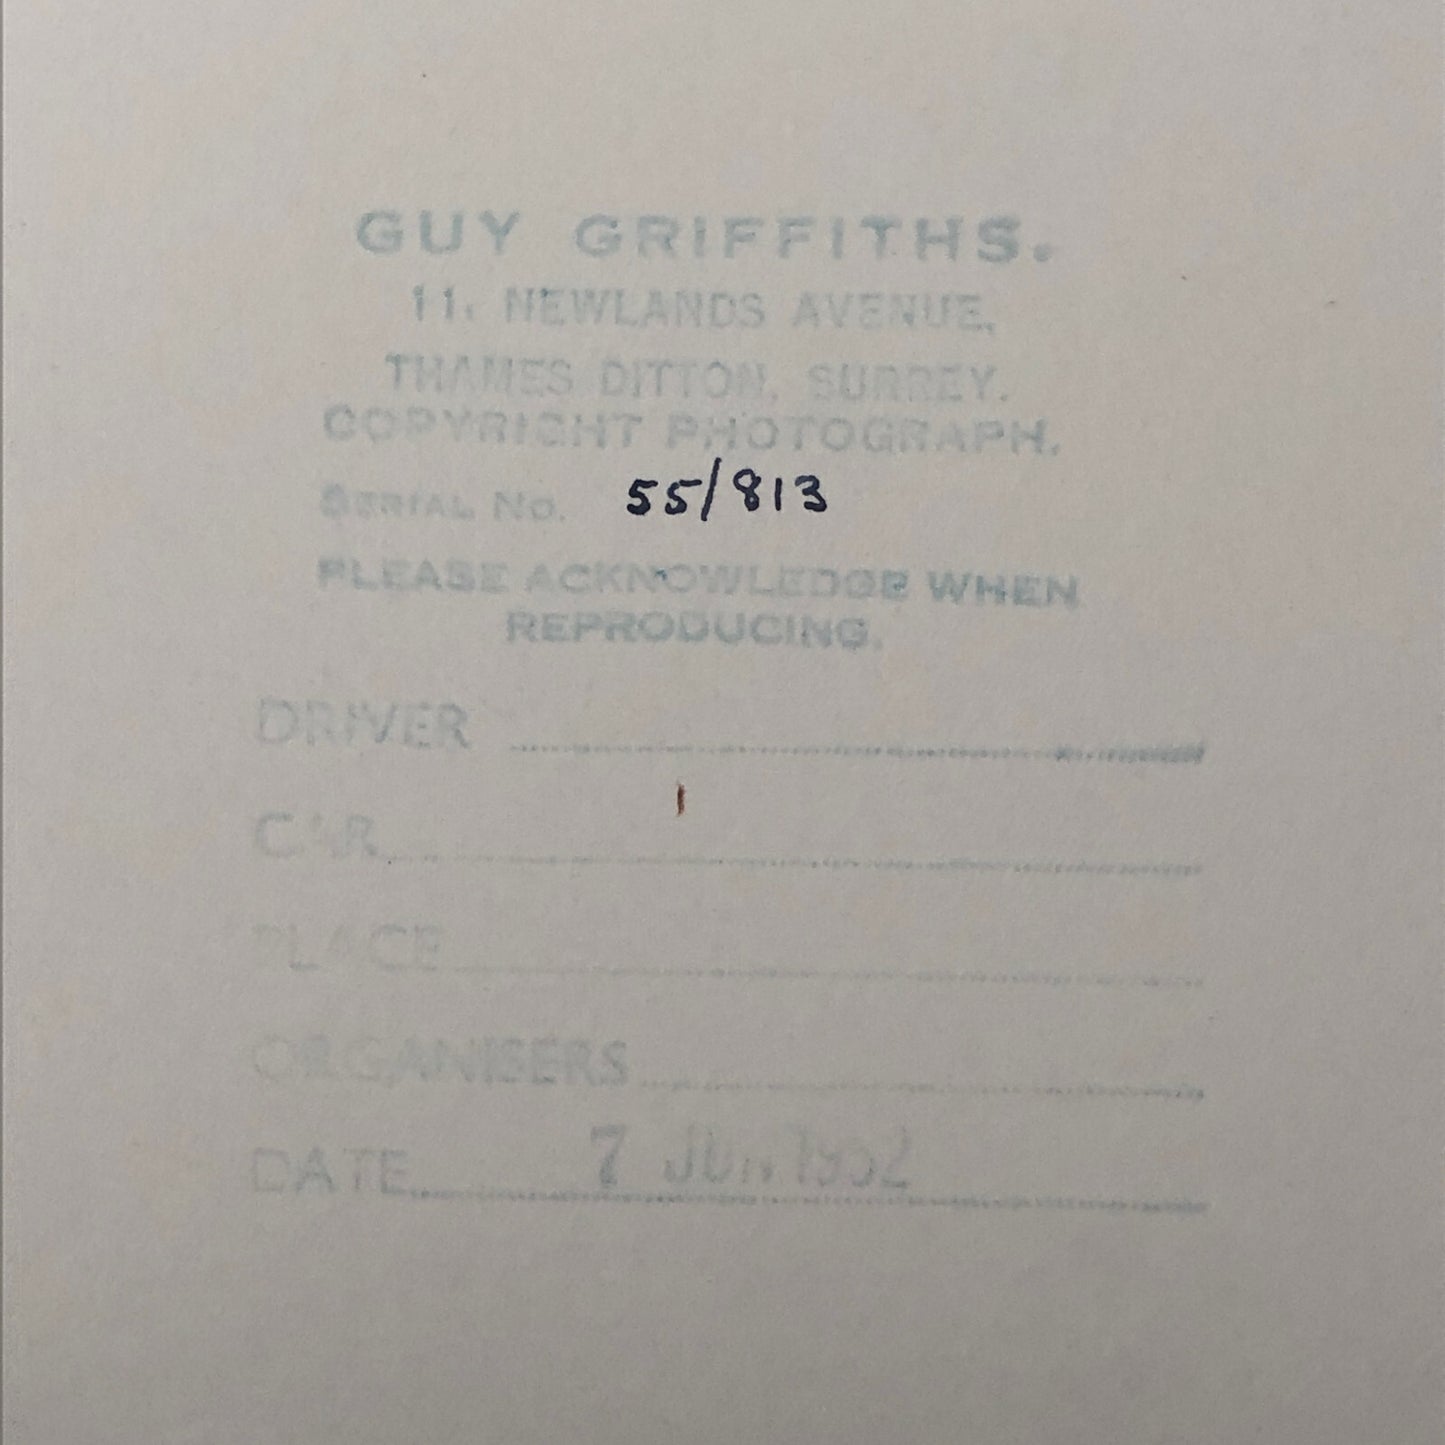 GUY GRIFFITHS.
11, NEWLANDS AVENUE,
THAMES DITTON, SURREY.
COPYRIGHT PHOTOGRAPH.
SERIAL No. 55/813
PLEASE ACKNOWLEDGE WHEN
REPRODUCING.
DRIVER
CAR
PLACE
ORGANISERS
DATE 7 JUN 1952